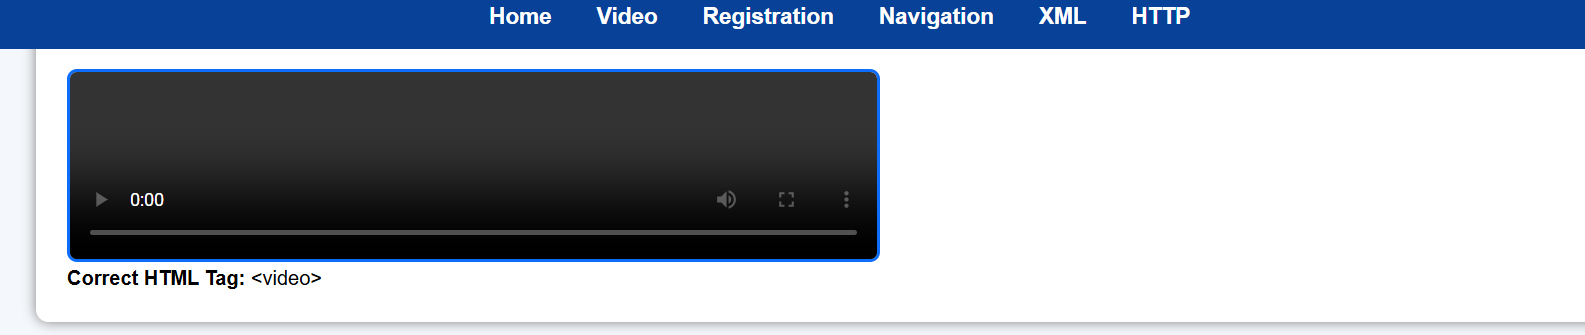 Home Video Registration Navigation XML HTTP
0:00
Correct HTML Tag: <video>